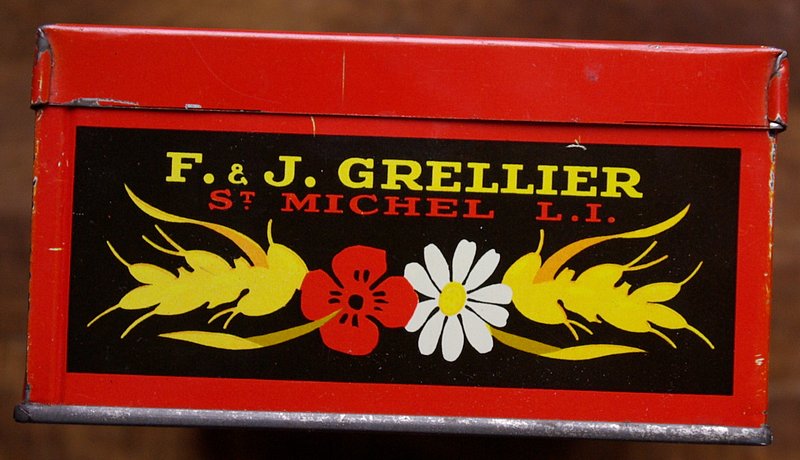 F. & J. GRELLIER
ST MICHEL L.I.